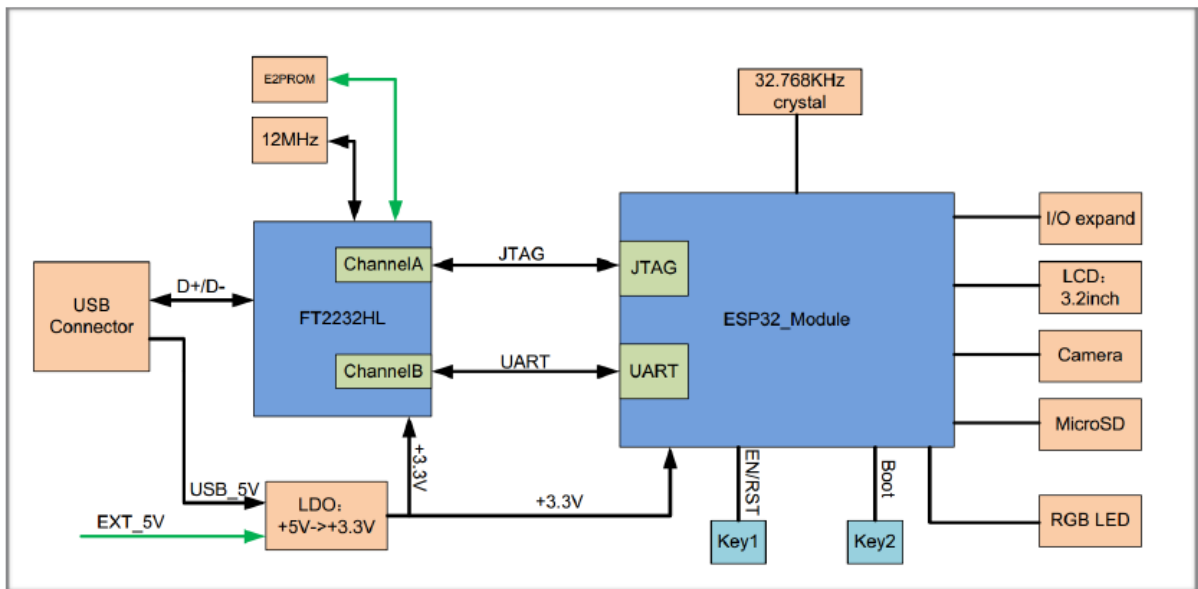 E2PROM
12MHz
32.768KHz
crystal
ChannelA
JTAG
JTAG
I/O expand
USB
Connector
D+/D-
FT2232HL
ESP32_Module
LCD：
3.2inch
ChannelB
UART
UART
Camera
MicroSD
+3.3V
EN/RST
Boot
USB_5V
LDO：
+5V->+3.3V
+3.3V
EXT_5V
Key1
Key2
RGB LED